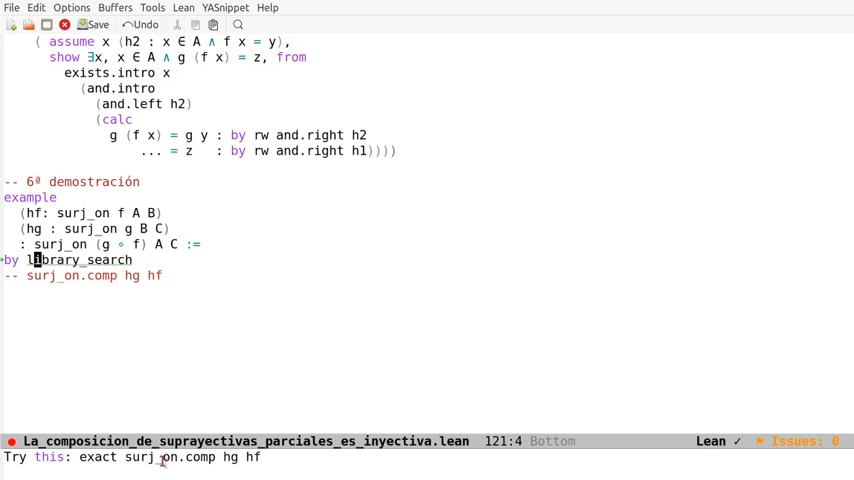 File Edit Options Buffers Tools Lean YASnippet Help
Save Undo
( assume x (h2 : x ∈ A ∧ f x = y),
show ∃x, x ∈ A ∧ g (f x) = z, from
exists.intro x
(and.intro
(and.left h2)
(calc
g (f x) = g y : by rw and.right h2
... = z : by rw and.right h1))))
-- 6ª demostración
example
(hf: surj_on f A B)
(hg : surj_on g B C)
: surj_on (g ∘ f) A C :=
by library_search
-- surj_on.comp hg hf
La_composicion_de_suprayectivas_parciales_es_inyectiva.lean 121:4 Bottom Lean ✓ Issues: 0
Try this: exact surj_on.comp hg hf